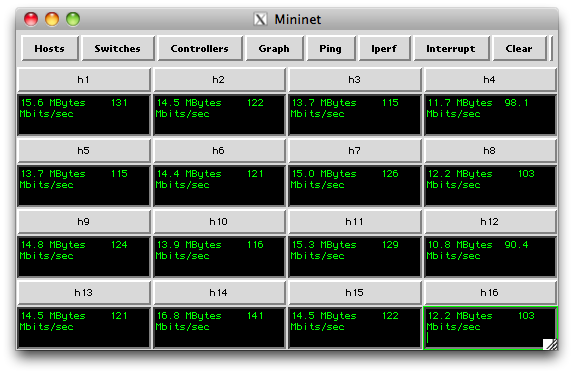 X Mininet
Hosts Switches Controllers Graph Ping Iperf Interrupt Clear
h1 h2 h3 h4
15.6 MBytes 131 14.5 MBytes 122 13.7 MBytes 115 11.7 MBytes 98.1
Mbits/sec Mbits/sec Mbits/sec Mbits/sec
h5 h6 h7 h8
13.7 MBytes 115 14.4 MBytes 121 15.0 MBytes 126 12.2 MBytes 103
Mbits/sec Mbits/sec Mbits/sec Mbits/sec
h9 h10 h11 h12
14.8 MBytes 124 13.9 MBytes 116 15.3 MBytes 129 10.8 MBytes 90.4
Mbits/sec Mbits/sec Mbits/sec Mbits/sec
h13 h14 h15 h16
14.5 MBytes 121 16.8 MBytes 141 14.5 MBytes 122 12.2 MBytes 103
Mbits/sec Mbits/sec Mbits/sec Mbits/sec